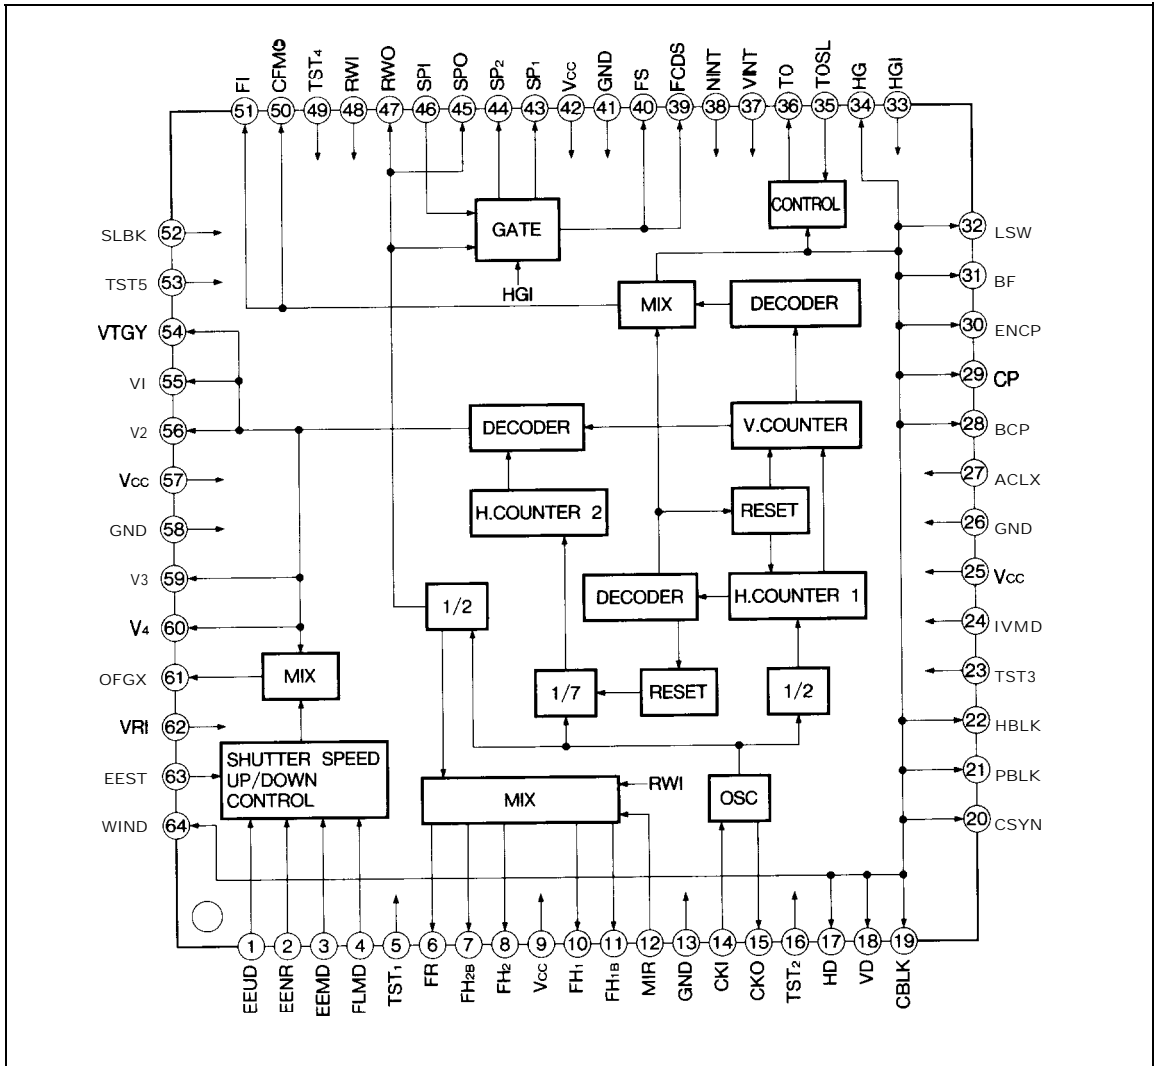 FI
CFM⊕
TST4
RWI
RWO
SPI
SPO
SP2
SP1
Vcc
GND
FS
FCDS
NINT
VINT
TO
TOSL
HG
HGI
51
50
49
48
47
46
45
44
43
42
41
40
39
38
37
36
35
34
33
CONTROL
GATE
HGI
SLBK 52
TST5 53
VTGY 54
VI 55
V2 56
Vcc 57
GND 58
V3 59
V4 60
OFGX 61
VRI 62
EEST 63
WIND 64
32 LSW
31 BF
30 ENCP
29 CP
28 BCP
27 ACLX
26 GND
25 Vcc
24 IVMD
23 TST3
22 HBLK
21 PBLK
20 CSYN
MIX
DECODER
DECODER
V.COUNTER
H.COUNTER 2
RESET
1/2
DECODER
H.COUNTER 1
MIX
1/7
RESET
1/2
SHUTTER SPEED
UP/DOWN
CONTROL
MIX
RWI
OSC
1
2
3
4
5
6
7
8
9
10
11
12
13
14
15
16
17
18
19
EEUD
EENR
EEMD
FLMD
TST1
FR
FH2B
FH2
Vcc
FH1
FH1B
MIR
GND
CKI
CKO
TST2
HD
VD
CBLK